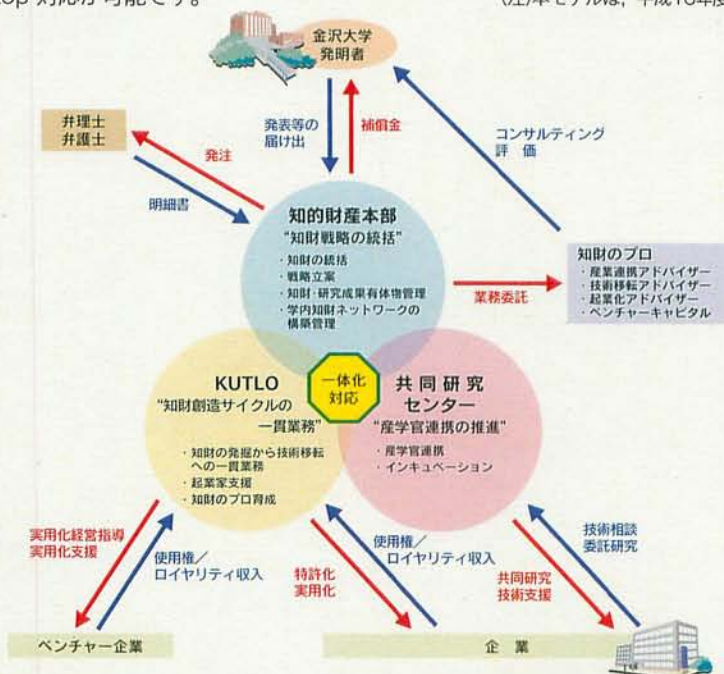 対応が可能です。
金沢大学
発明者
弁理士
弁護士
発注
明細書
発表等の
届け出
補償金
コンサルティング
評 価
知的財産本部
"知財戦略の統括"
・知財の統括
・戦略立案
・知財・研究成果有体物管理
・学内知財ネットワークの
構築管理
業務委託
知財のプロ
・産業連携アドバイザー
・技術移転アドバイザー
・起業化アドバイザー
・ベンチャーキャピタル
一体化
対応
KUTLO
"知財創造サイクルの
一貫業務"
・知財の発掘から技術移転
への一貫業務
・起業家支援
・知財のプロ育成
共同研究
センター
"産学官連携の推進"
・産学官連携
・インキュベーション
実用化経営指導
実用化支援
使用権/
ロイヤリティ収入
特許化
実用化
使用権/
ロイヤリティ収入
共同研究
技術支援
技術相談
委託研究
ベンチャー企業
企 業